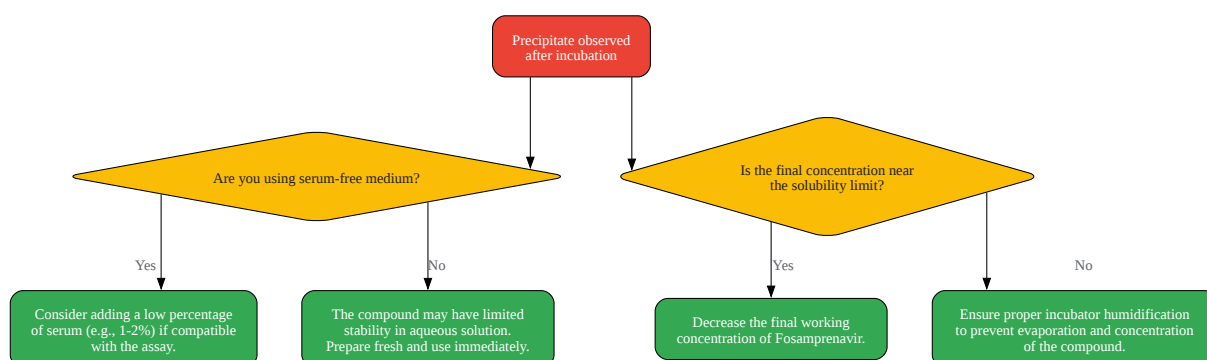 Precipitate observed
after incubation
Are you using serum-free medium?
Is the final concentration near
the solubility limit?
Yes
No
Yes
No
Consider adding a low percentage
of serum (e.g., 1-2%) if compatible
with the assay.
The compound may have limited
stability in aqueous solution.
Prepare fresh and use immediately.
Decrease the final working
concentration of Fosamprenavir.
Ensure proper incubator humidification
to prevent evaporation and concentration
of the compound.